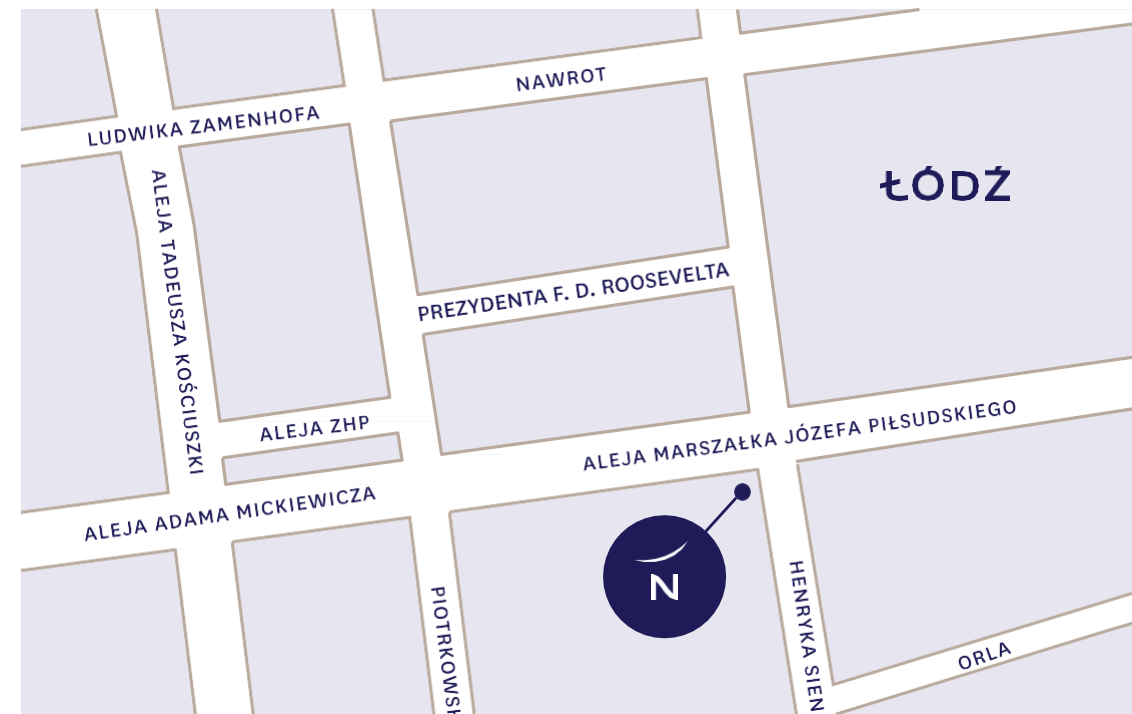 NAWROT
LUDWIKA ZAMENHOFA
ŁÓDŹ
ALEJA TADEUSZA KOŚCIUSZKI
PREZYDENTA F. D. ROOSEVELTA
ALEJA ZHP
ALEJA MARSZAŁKA JÓZEFA PIŁSUDSKIEGO
ALEJA ADAMA MICKIEWICZA
N
PIOTRKOWSK
HENRYKA SIEN
ORLA